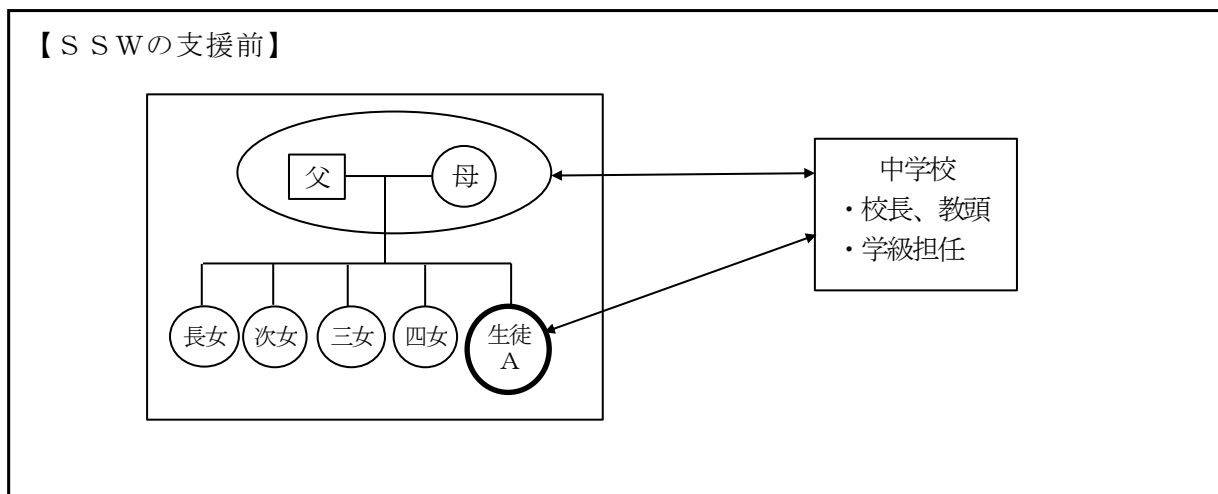 【ＳＳＷの支援前】
父
母
長女
次女
三女
四女
生徒
Ａ
中学校
・校長、教頭
・学級担任